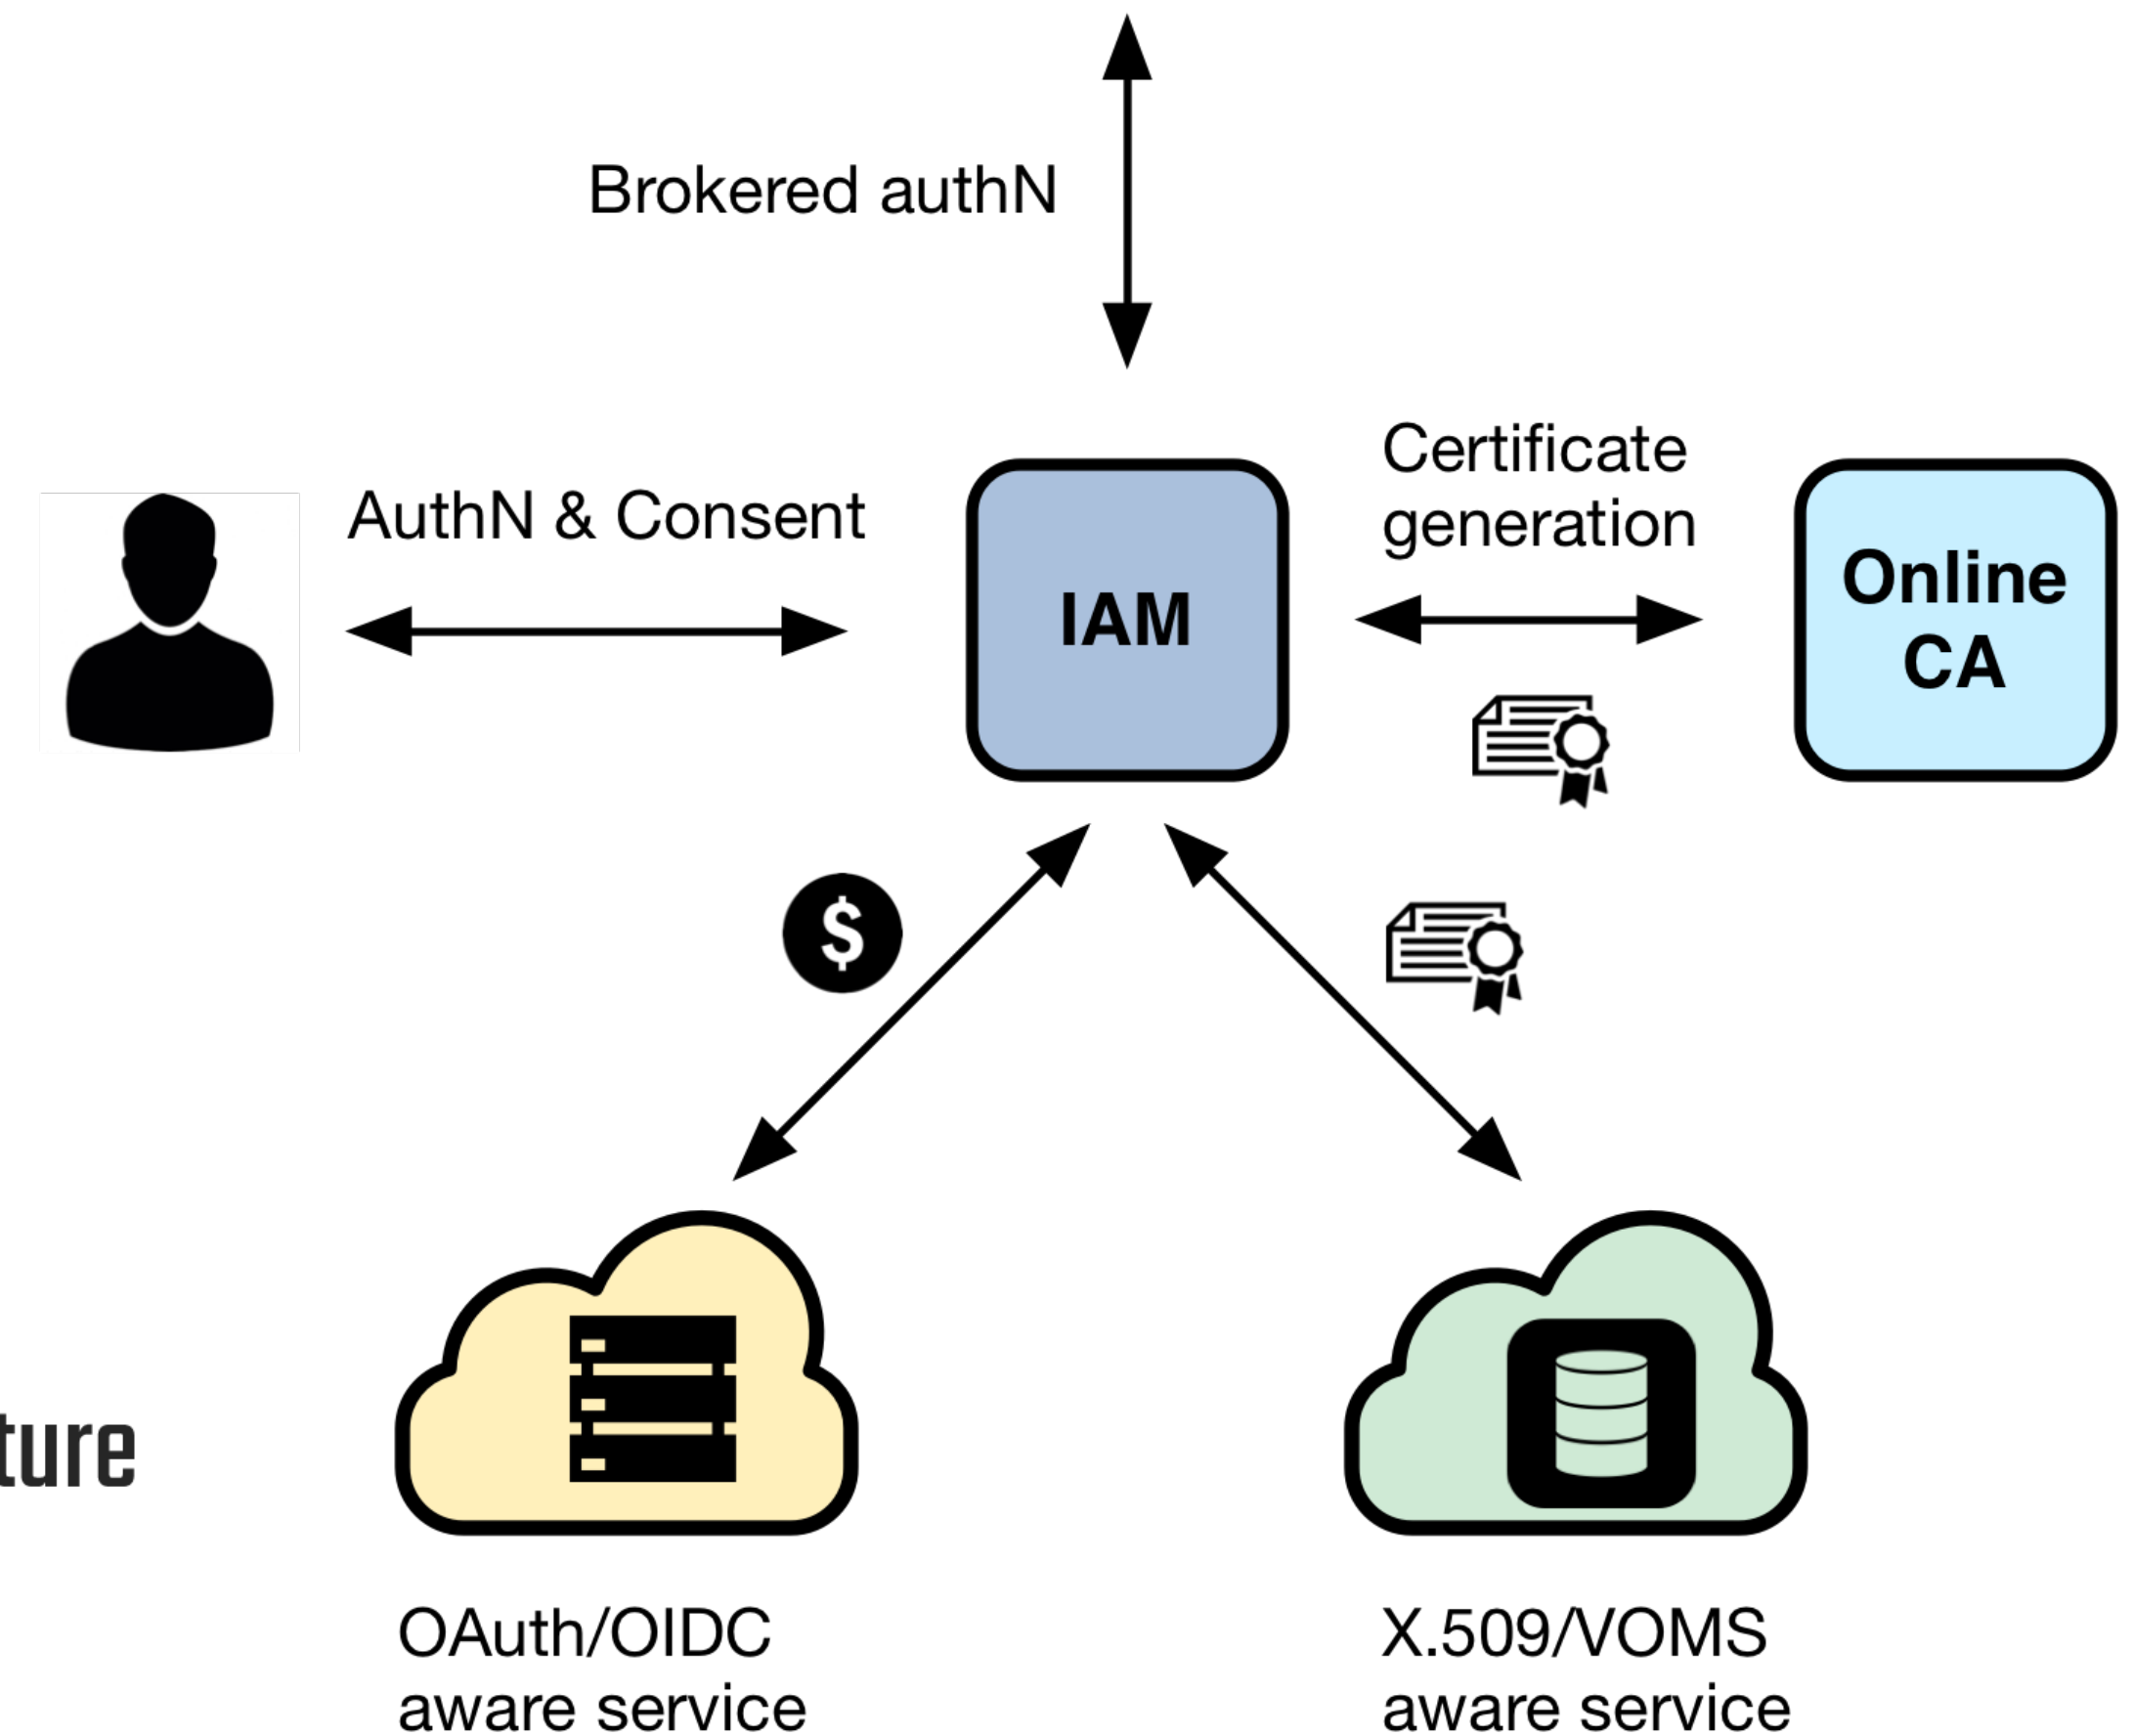 Brokered authN
AuthN & Consent
IAM
Certificate
generation
Online
CA
$
$ture
OAuth/OIDC
aware service
X.509/VOMS
aware service